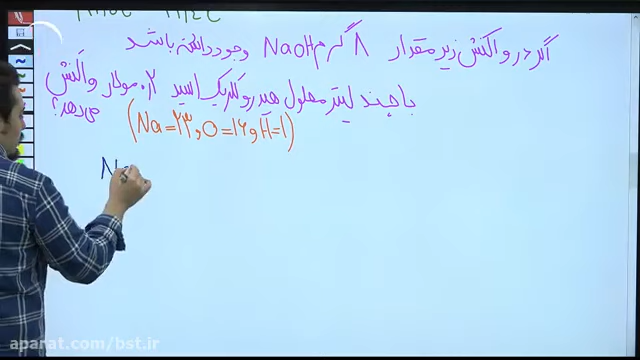 اگر در واکنش زیر مقدار ۸ گرم NaOH وجود داشته باشد
با چند لیتر محلول هیدروکلریک اسید ۰.۲ مولار واکنش می‌دهد؟
(Na=۲۳, O=۱۶ و H=۱)
N
aparat.com/bst.ir